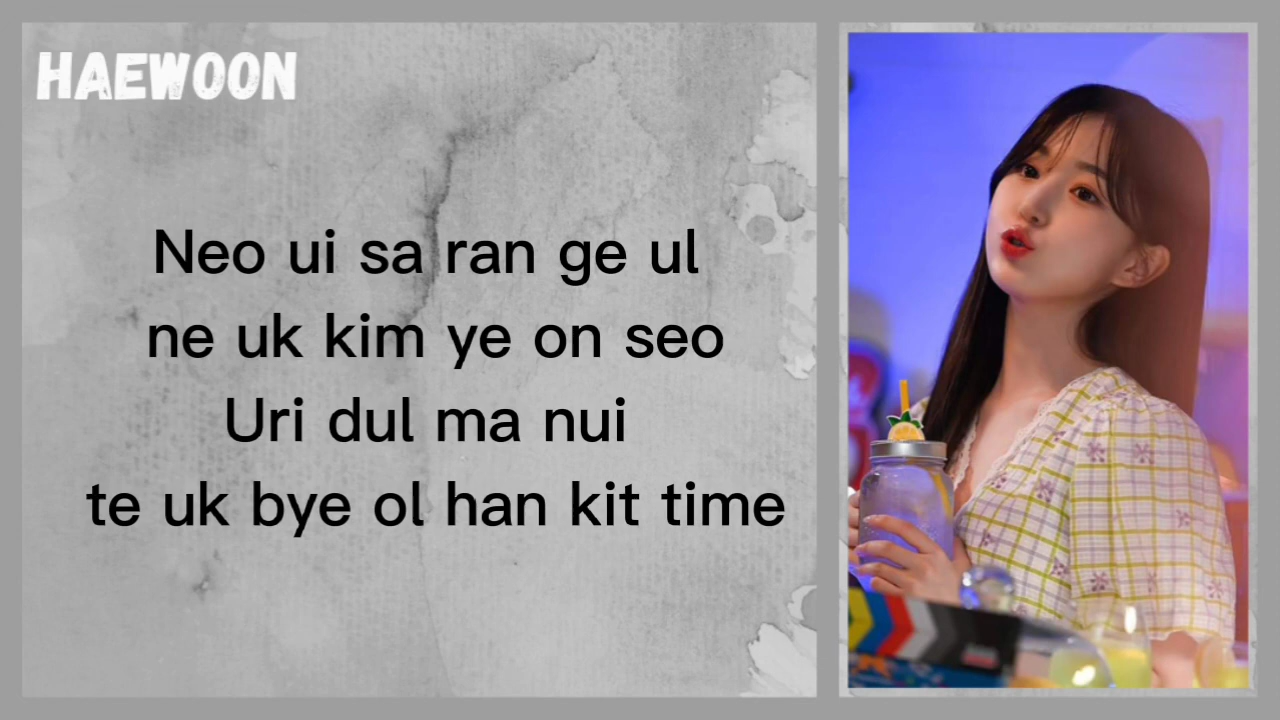 HAEWOON
Neo ui sa ran ge ul
ne uk kim ye on seo
Uri dul ma nui
te uk bye ol han kit time